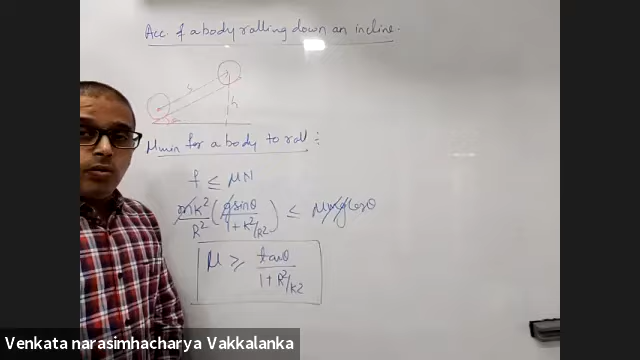 Acc. of a body rolling down an incline.
s
h
θ
μmin for a body to roll :
f ≤ μN
mK²/R² (g sinθ / 1 + K²/R²) ≤ μmg cosθ
μ ≥ tanθ / 1 + R²/K2
Venkata narasimhacharya Vakkalanka